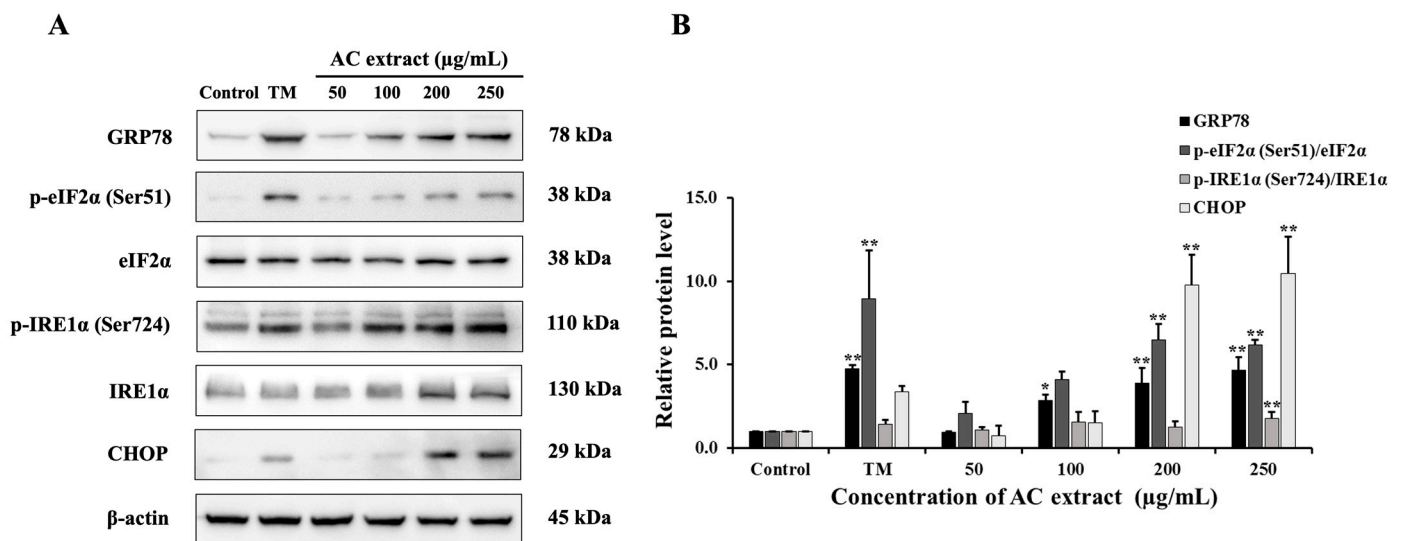 A
AC extract (µg/mL)
Control TM 50 100 200 250
GRP78 78 kDa
p-eIF2α (Ser51) 38 kDa
eIF2α 38 kDa
p-IRE1α (Ser724) 110 kDa
IRE1α 130 kDa
CHOP 29 kDa
β-actin 45 kDa
B
GRP78
p-eIF2α (Ser51)/eIF2α
p-IRE1α (Ser724)/IRE1α
CHOP
Relative protein level
15.0
10.0
5.0
0.0
** ** * ** ** ** ** ** ** **
Control TM 50 100 200 250
Concentration of AC extract (µg/mL)